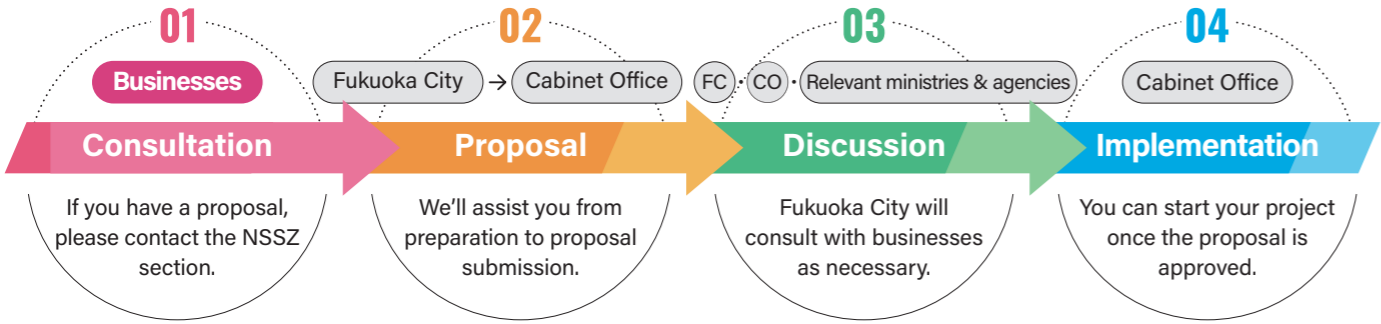 01
Businesses
Consultation
If you have a proposal,
please contact the NSSZ
section.
02
Fukuoka City → Cabinet Office
Proposal
We'll assist you from
preparation to proposal
submission.
03
FC・CO・Relevant ministries & agencies
Discussion
Fukuoka City will
consult with businesses
as necessary.
04
Cabinet Office
Implementation
You can start your project
once the proposal is
approved.